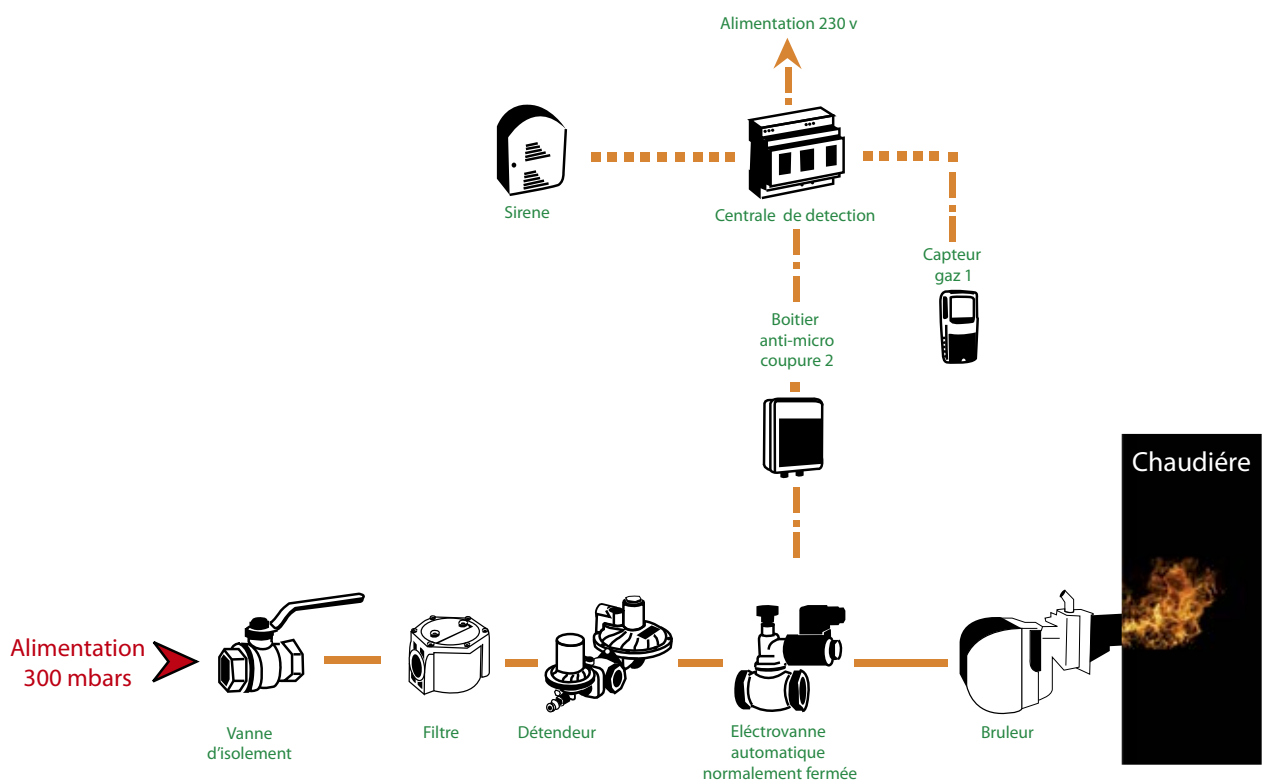 Alimentation 230 v
Sirene
Centrale de detection
Capteur
gaz 1
Boitier
anti-micro
coupure 2
Chaudiére
Alimentation
300 mbars
Vanne
d'isolement
Filtre
Détendeur
Eléctrovanne
automatique
normalement fermée
Bruleur